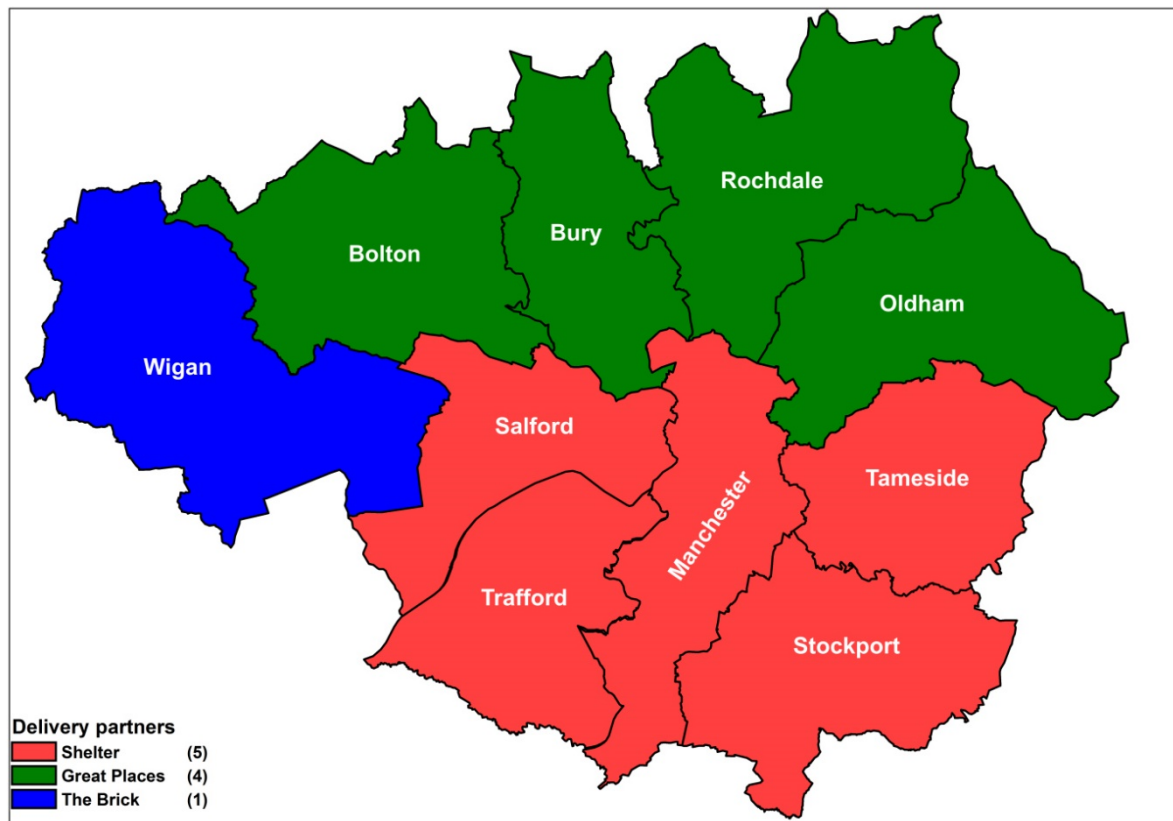 Rochdale
Bury
Bolton
Oldham
Wigan
Salford
Tameside
Manchester
Trafford
Stockport
Delivery partners
Shelter (5)
Great Places (4)
The Brick (1)